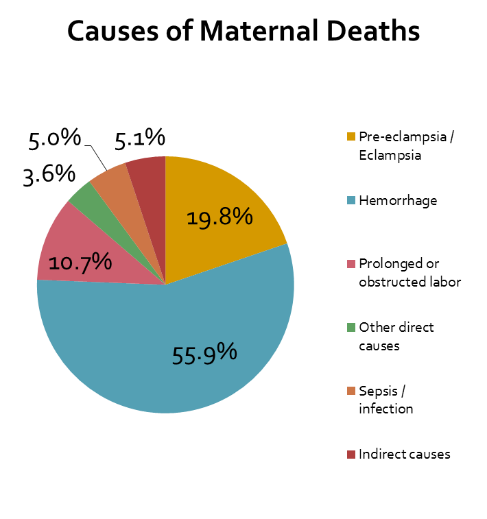 Causes of Maternal Deaths
5.0%
5.1%
3.6%
19.8%
10.7%
55.9%
Pre-eclampsia /
Eclampsia
Hemorrhage
Prolonged or
obstructed labor
Other direct
causes
Sepsis /
infection
Indirect causes